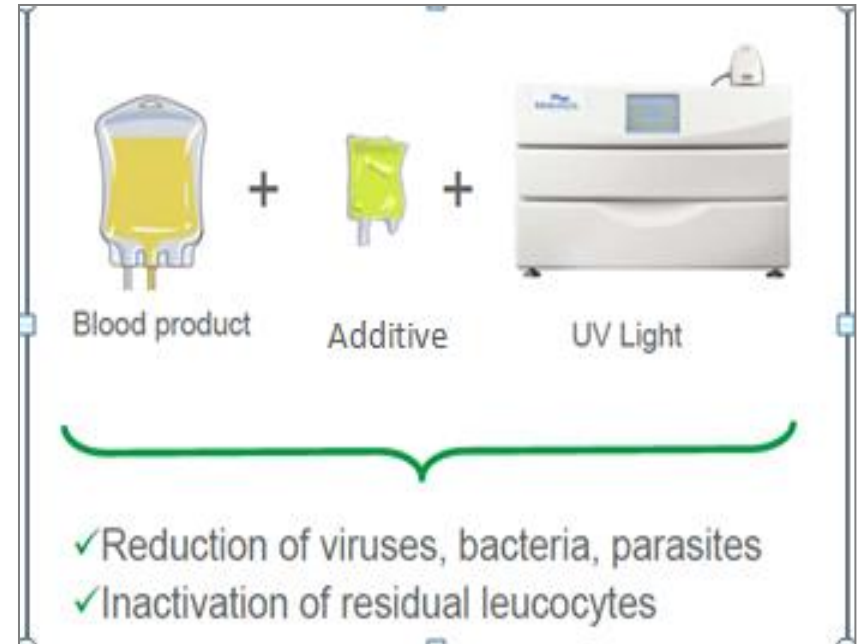 + +
Blood product Additive UV Light
✓Reduction of viruses, bacteria, parasites
✓Inactivation of residual leucocytes